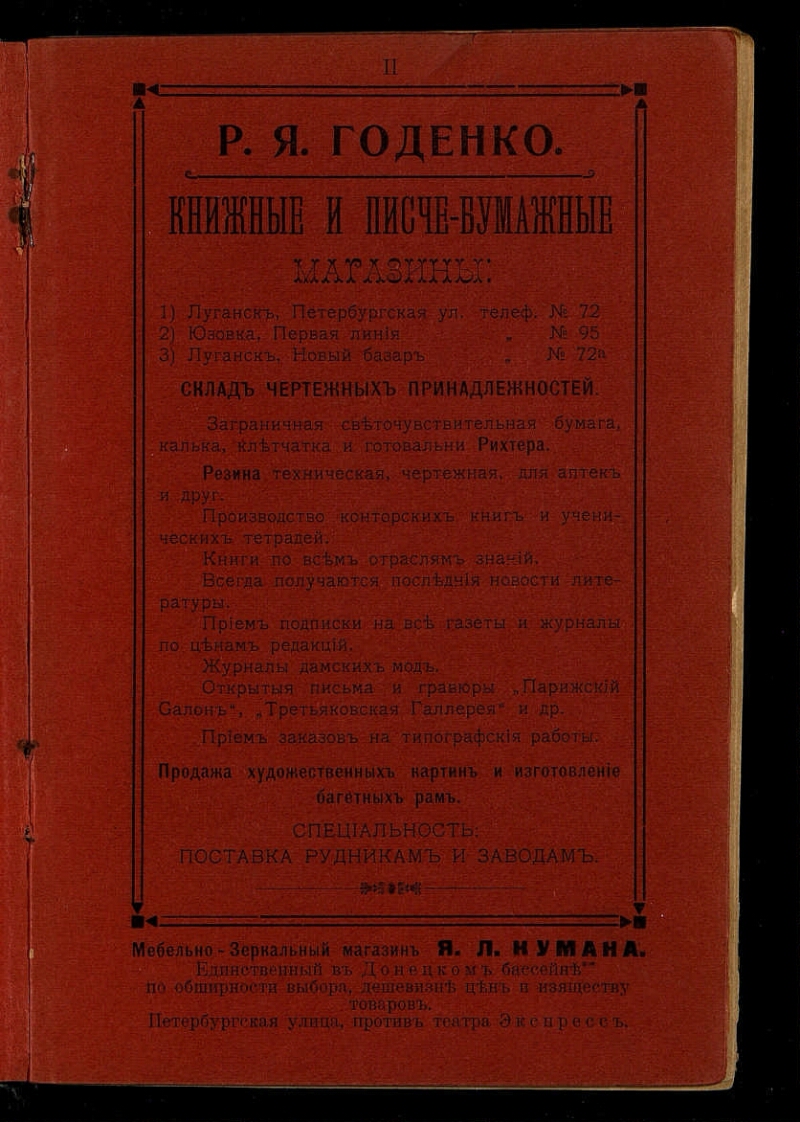 II
Р. Я. ГОДЕНКО.
КНИЖНЫЕ И ПИСЧЕ-БУМАЖНЫЕ
МАГАЗИНЫ:
1) Луганскъ, Петербургская ул. телеф. № 72
2) Юзовка, Первая линія „ № 95
3) Луганскъ, Новый базаръ „ № 72а
СКЛАДЪ ЧЕРТЕЖНЫХЪ ПРИНАДЛЕЖНОСТЕЙ.
Заграничная свѣточувствительная бумага,
калька, клѣтчатка и готовальни Рихтера.
Резина техническая, чертежная, для аптекъ
и друг.
Производство конторскихъ книгъ и учени-
ческихъ тетрадей.
Книги по всѣмъ отраслямъ знаній.
Всегда получаются послѣднія новости лите-
ратуры.
Пріемъ подписки на всѣ газеты и журналы
по цѣнамъ редакцій.
Журналы дамскихъ модъ.
Открытыя письма и гравюры „Парижскій
Салонъ“, „Третьяковская Галлерея“ и др.
Пріемъ заказовъ на типографскія работы.
Продажа художественныхъ картинъ и изготовленіе
багетныхъ рамъ.
СПЕЦІАЛЬНОСТЬ:
ПОСТАВКА РУДНИКАМЪ И ЗАВОДАМЪ.
Мебельно-Зеркальный магазинъ Я. Л. НУМАНА.
Единственный въ Донецкомъ бассейнѣ
по обширности выбора, дешевизнѣ цѣнъ и изяществу
товаровъ.
Петербургская улица, противъ театра Экспрессъ.